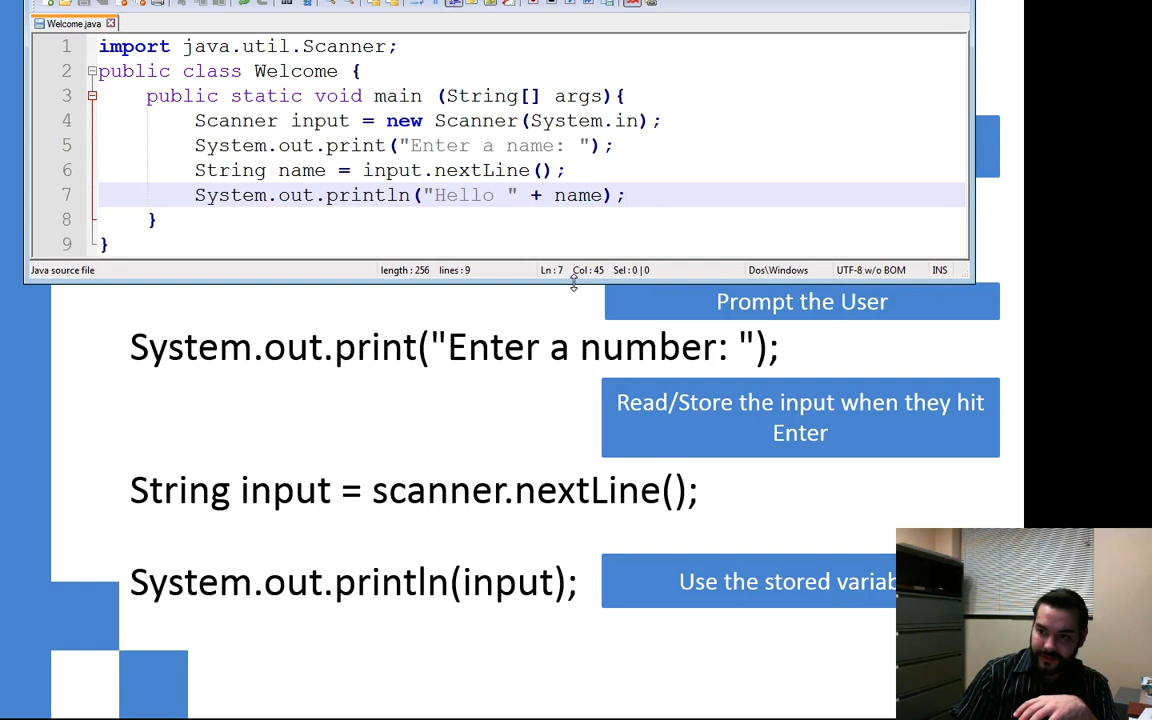 Welcome.java
1 import java.util.Scanner;
2 public class Welcome {
3 public static void main (String[] args){
4 Scanner input = new Scanner(System.in);
5 System.out.print("Enter a name: ");
6 String name = input.nextLine();
7 System.out.println("Hello " + name);
8 }
9 }
Java source file length : 256 lines : 9 Ln : 7 Col : 45 Sel : 0 | 0 Dos\Windows UTF-8 w/o BOM INS
Prompt the User
System.out.print("Enter a number: ");
Read/Store the input when they hit
Enter
String input = scanner.nextLine();
System.out.println(input);
Use the stored variab